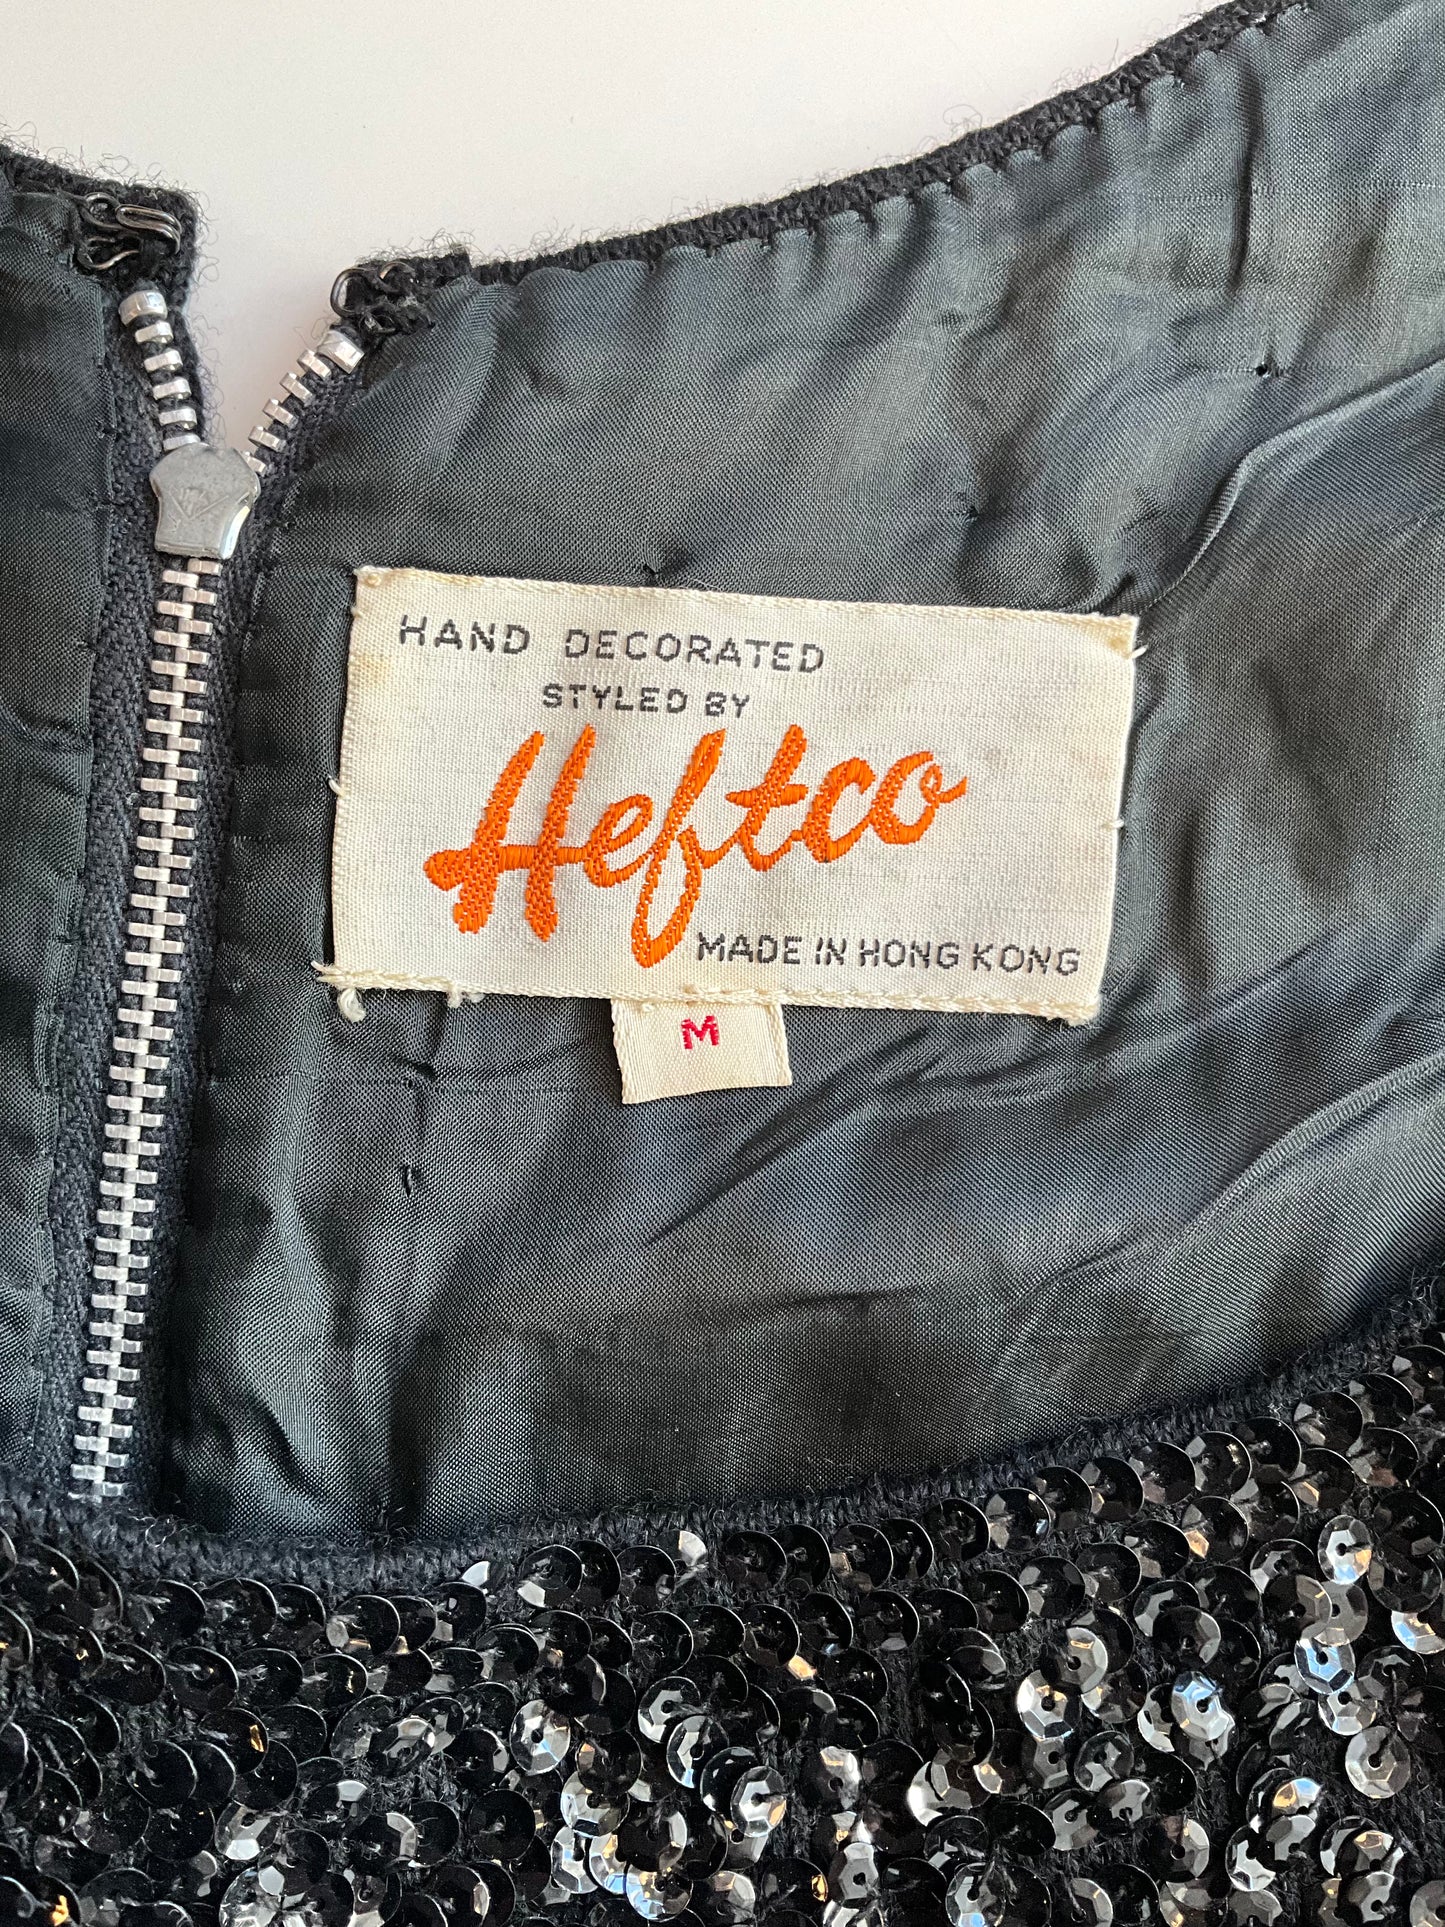 HAND DECORATED
STYLED BY
Heftco
MADE IN HONG KONG
M